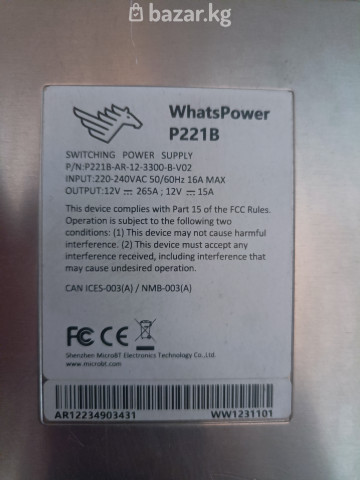 bazar.kg
WhatsPower
P221B
SWITCHING POWER SUPPLY
P/N:P221B-AR-12-3300-B-V02
INPUT:220-240VAC 50/60Hz 16A MAX
OUTPUT:12V ⎓ 265A ; 12V ⎓ 15A
This device complies with Part 15 of the FCC Rules.
Operation is subject to the following two
conditions: (1) This device may not cause harmful
interference. (2) This device must accept any
interference received, including interference that
may cause undesired operation.
CAN ICES-003(A) / NMB-003(A)
FC CE
Shenzhen MicroBT Electronics Technology Co.,Ltd.
www.microbt.com
AR12234903431 WW1231101